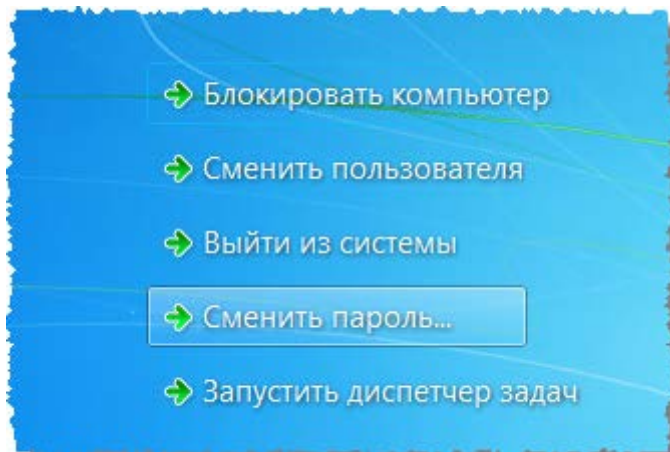 Блокировать компьютер
Сменить пользователя
Выйти из системы
Сменить пароль...
Запустить диспетчер задач